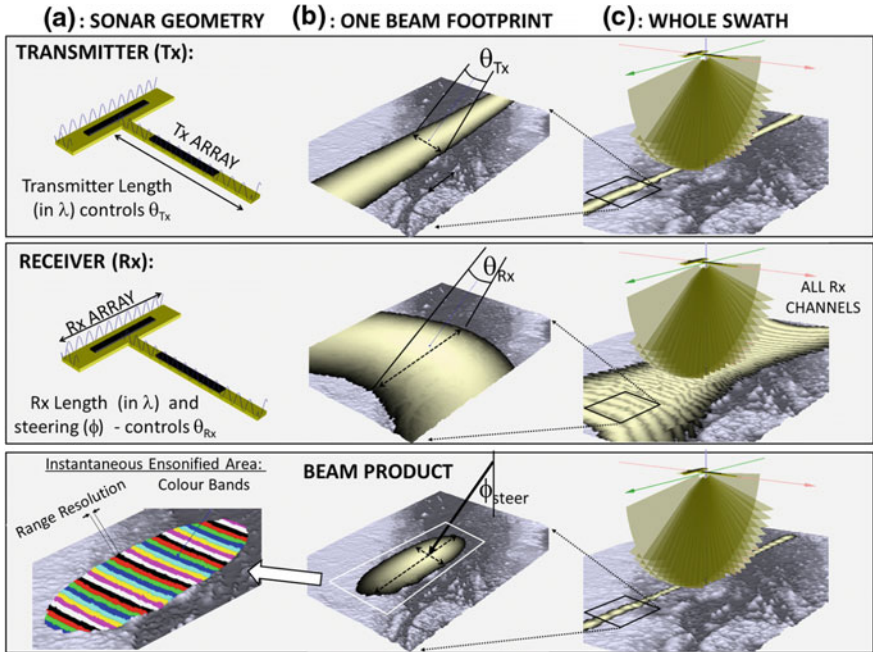 (a): SONAR GEOMETRY
(b): ONE BEAM FOOTPRINT
(c): WHOLE SWATH
TRANSMITTER (Tx):
Tx ARRAY
Transmitter Length
(in λ) controls θTx
θTx
RECEIVER (Rx):
Rx ARRAY
Rx Length (in λ) and
steering (ϕ) - controls θRx
θRx
ALL Rx
CHANNELS
Instantaneous Ensonified Area:
Colour Bands
Range Resolution
BEAM PRODUCT
ϕsteer